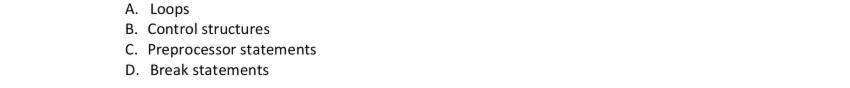 A. Loops
B. Control structures
C. Preprocessor statements
D. Break statements